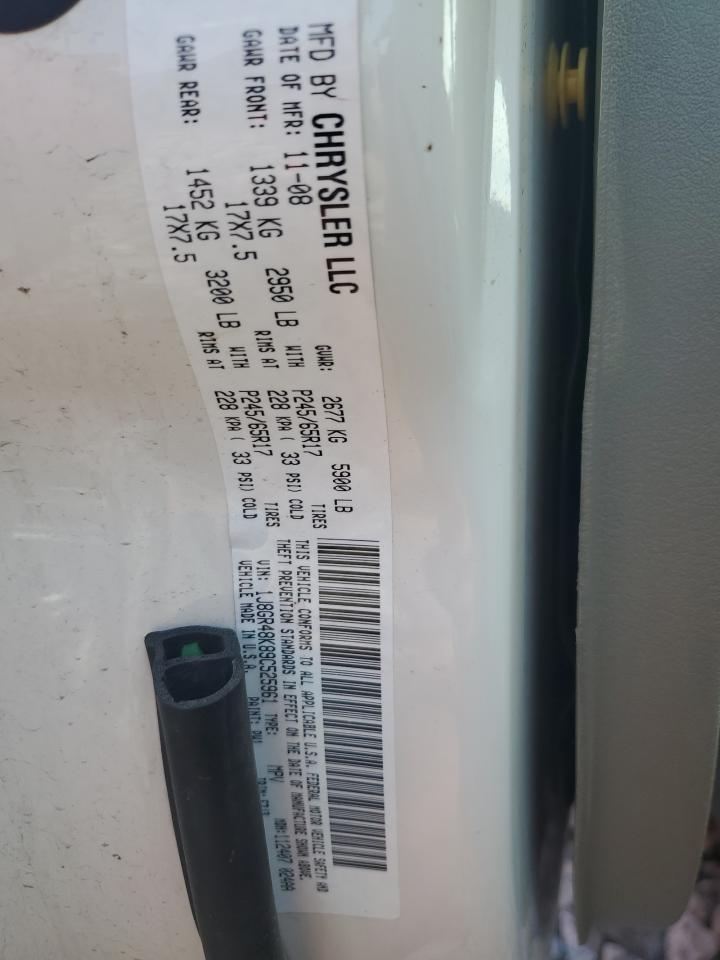 MFD BY CHRYSLER LLC
DATE OF MFR: 11-08 GVWR: 2677 KG 5900 LB
GAWR FRONT: 1339 KG 2950 LB WITH P245/65R17 TIRES
17X7.5 RIMS AT 228 KPA ( 33 PSI) COLD
GAWR REAR: 1452 KG 3200 LB WITH P245/65R17 TIRES
17X7.5 RIMS AT 228 KPA ( 33 PSI) COLD
THIS VEHICLE CONFORMS TO ALL APPLICABLE U.S.A. FEDERAL MOTOR VEHICLE SAFETY AND
THEFT PREVENTION STANDARDS IN EFFECT ON THE DATE OF MANUFACTURE SHOWN ABOVE.
VIN: 1J8GR48K89C525961 TYPE: MPV MDH:112407 024AA
VEHICLE MADE IN U.S.A. PAINT: PW1